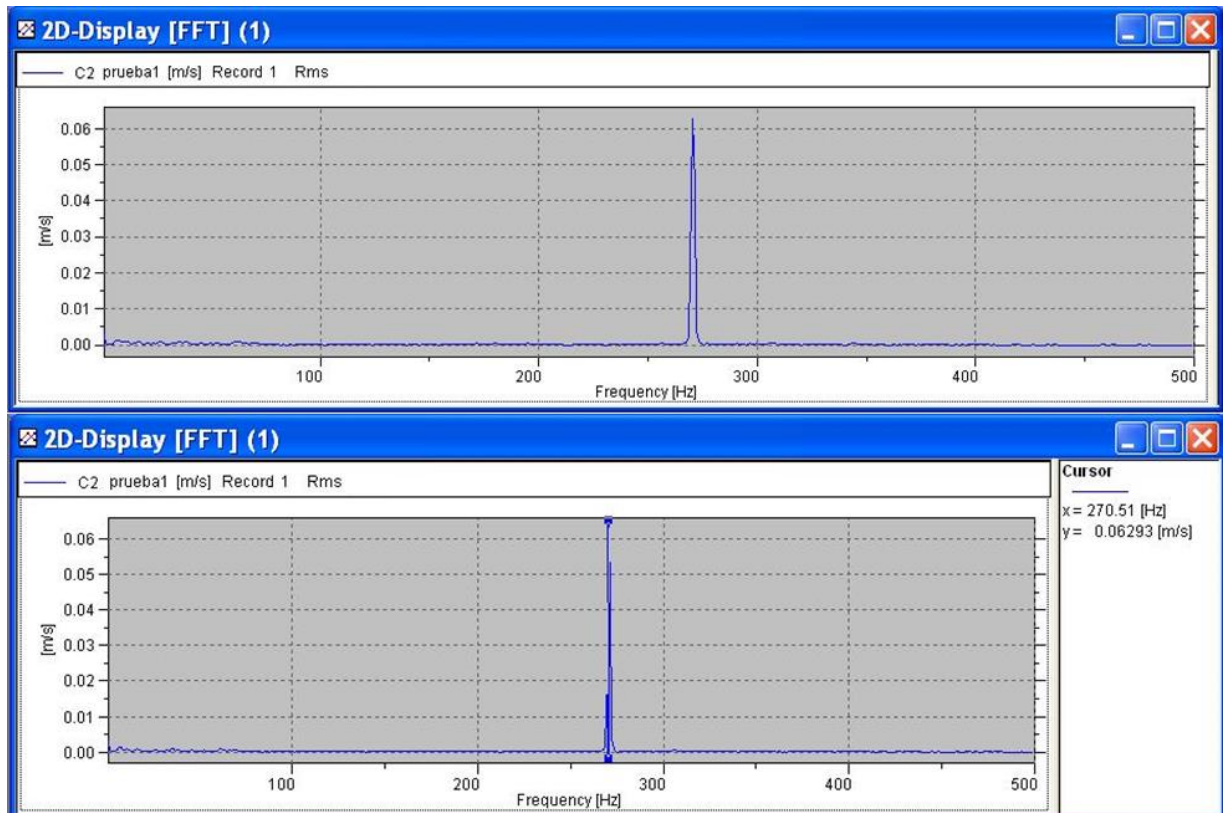 2D-Display [FFT] (1)
C2 prueba1 [m/s] Record 1 Rms
0.06
0.05
0.04
0.03
0.02
0.01
0.00
[m/s]
100 200 300 400 500
Frequency [Hz]
2D-Display [FFT] (1)
C2 prueba1 [m/s] Record 1 Rms
Cursor
x = 270.51 [Hz]
y = 0.06293 [m/s]
0.06
0.05
0.04
0.03
0.02
0.01
0.00
[m/s]
100 200 300 400 500
Frequency [Hz]